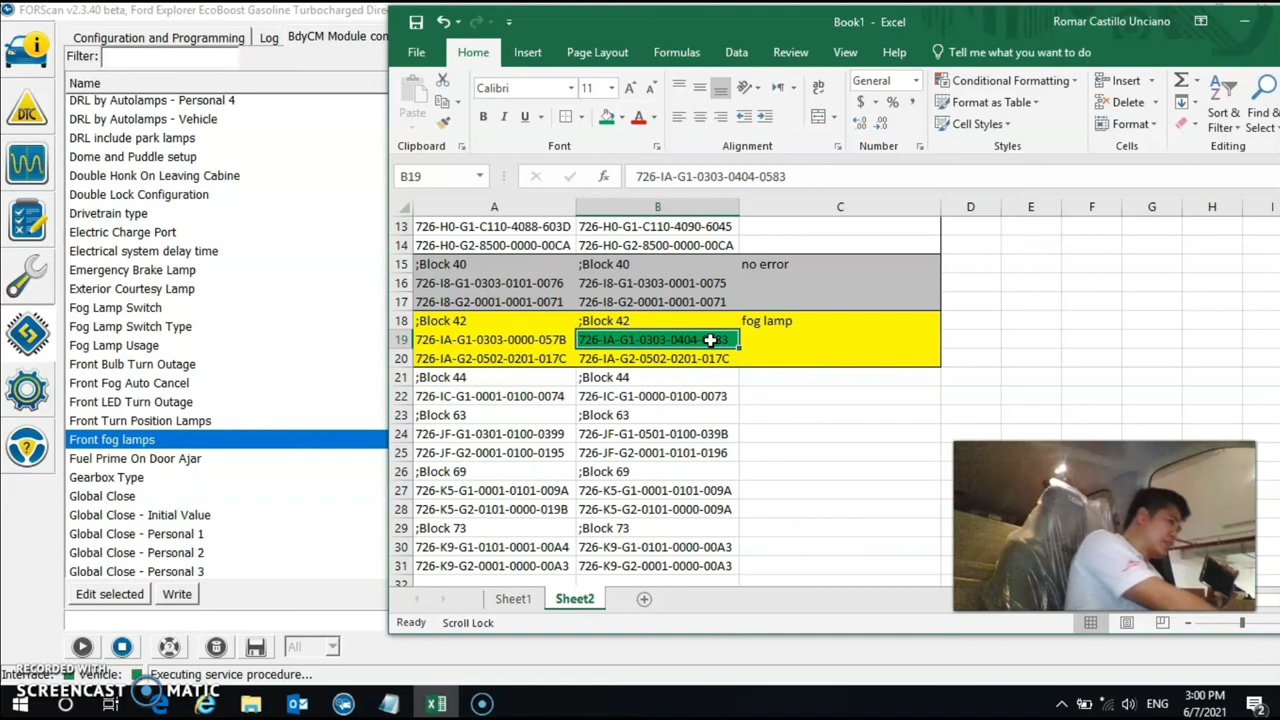 FORScan v2.3.40 beta, Ford Explorer EcoBoost Gasoline Turbocharged Direct
Configuration and Programming Log BdyCM Module con
Filter:
Name
DRL by Autolamps - Personal 4
DRL by Autolamps - Vehicle
DRL include park lamps
Dome and Puddle setup
Double Honk On Leaving Cabine
Double Lock Configuration
Drivetrain type
Electric Charge Port
Electrical system delay time
Emergency Brake Lamp
Exterior Courtesy Lamp
Fog Lamp Switch
Fog Lamp Switch Type
Fog Lamp Usage
Front Bulb Turn Outage
Front Fog Auto Cancel
Front LED Turn Outage
Front Turn Position Lamps
Front fog lamps
Fuel Prime On Door Ajar
Gearbox Type
Global Close
Global Close - Initial Value
Global Close - Personal 1
Global Close - Personal 2
Global Close - Personal 3
Edit selected Write
All
Interface: Vehicle: Executing service procedure...
RECORDED WITH
SCREENCAST MATIC
DTC
Book1 - Excel Romar Castillo Unciano
File Home Insert Page Layout Formulas Data Review View Help Tell me what you want to do
Paste Calibri 11 General Conditional Formatting Insert
B I U $ % Format as Table Delete
Cell Styles Format Sort & Find &
Filter Select
Clipboard Font Alignment Number Styles Cells Editing
B19 fx 726-IA-G1-0303-0404-0583
A B C D E F G H I
13 726-H0-G1-C110-4088-603D 726-H0-G1-C110-4090-6045
14 726-H0-G2-8500-0000-00CA 726-H0-G2-8500-0000-00CA
15 ;Block 40 ;Block 40 no error
16 726-I8-G1-0303-0101-0076 726-I8-G1-0303-0001-0075
17 726-I8-G2-0001-0001-0071 726-I8-G2-0001-0001-0071
18 ;Block 42 ;Block 42 fog lamp
19 726-IA-G1-0303-0000-057B 726-IA-G1-0303-0404-0583
20 726-IA-G2-0502-0201-017C 726-IA-G2-0502-0201-017C
21 ;Block 44 ;Block 44
22 726-IC-G1-0001-0100-0074 726-IC-G1-0000-0100-0073
23 ;Block 63 ;Block 63
24 726-JF-G1-0301-0100-0399 726-JF-G1-0501-0100-039B
25 726-JF-G2-0001-0100-0195 726-JF-G2-0001-0101-0196
26 ;Block 69 ;Block 69
27 726-K5-G1-0001-0101-009A 726-K5-G1-0001-0101-009A
28 726-K5-G2-0101-0000-019B 726-K5-G2-0001-0000-009A
29 ;Block 73 ;Block 73
30 726-K9-G1-0101-0001-00A4 726-K9-G1-0101-0000-00A3
31 726-K9-G2-0001-0101-00A3 726-K9-G2-0001-0101-00A3
32
Sheet1 Sheet2
Ready Scroll Lock
ENG 3:00 PM
6/7/2021 2